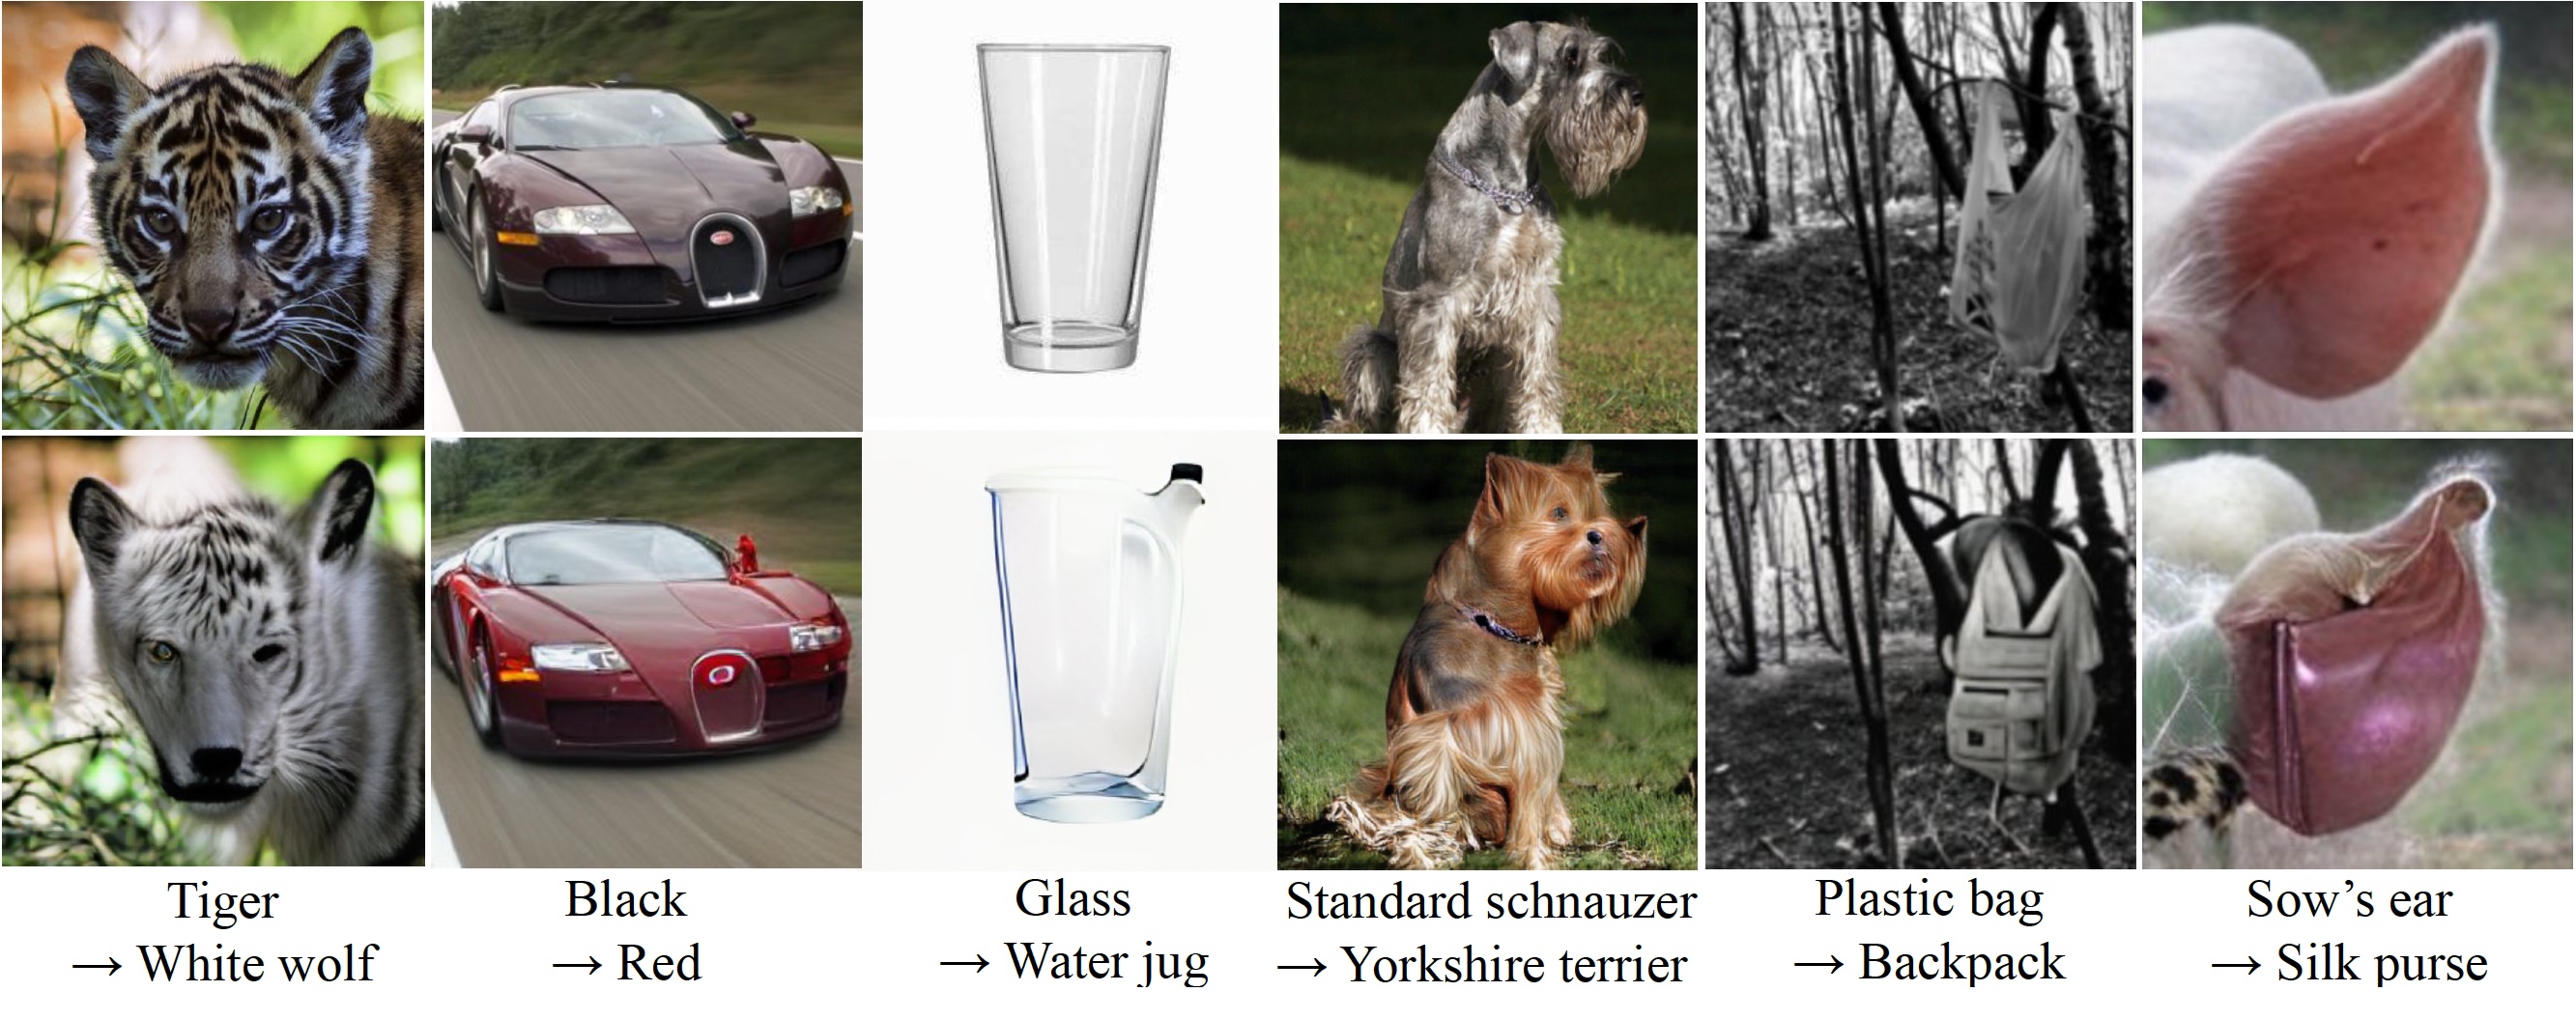 Tiger
→ White wolf
Black
→ Red
Glass
→ Water jug
Standard schnauzer
→ Yorkshire terrier
Plastic bag
→ Backpack
Sow’s ear
→ Silk purse